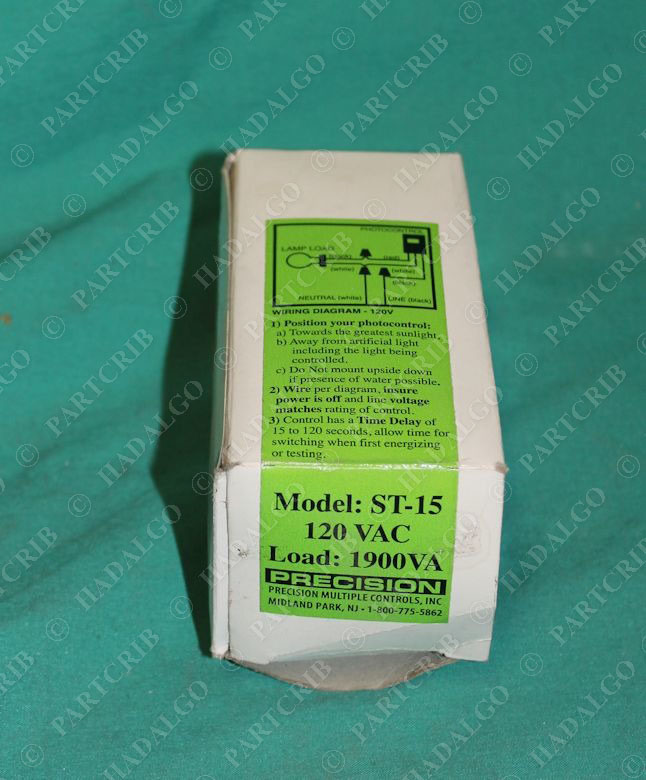 PHOTOCONTROL
LAMP LOAD
(black) (red)
(white) (white)
(black)
NEUTRAL (white) LINE (black)
WIRING DIAGRAM - 120V
1) Position your photocontrol:
a) Towards the greatest sunlight,
b) Away from artificial light
including the light being
controlled.
c) Do Not mount upside down
if presence of water possible.
2) Wire per diagram, insure
power is off and line voltage
matches rating of control.
3) Control has a Time Delay of
15 to 120 seconds, allow time for
switching when first energizing
or testing.
Model: ST-15
120 VAC
Load: 1900VA
PRECISION
PRECISION MULTIPLE CONTROLS, INC
MIDLAND PARK, NJ - 1-800-775-5862
© PARTCRIB
HADALGO